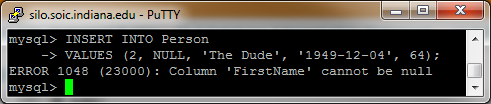 silo.soic.indiana.edu - PuTTY
mysql> INSERT INTO Person
    -> VALUES (2, NULL, 'The Dude', '1949-12-04', 64);
ERROR 1048 (23000): Column 'FirstName' cannot be null
mysql>